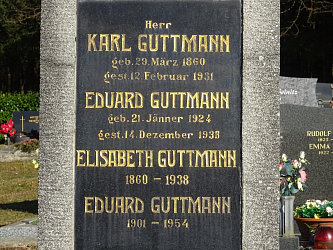 Herr
KARL GUTTMANN
geb. 29. März 1860
gest. 12. Februar 1931
EDUARD GUTTMANN
geb. 21. Jänner 1924
gest. 14. Dezember 1935
ELISABETH GUTTMANN
1860 – 1938
EDUARD GUTTMANN
1901 – 1954
RUDOLF
EMMA